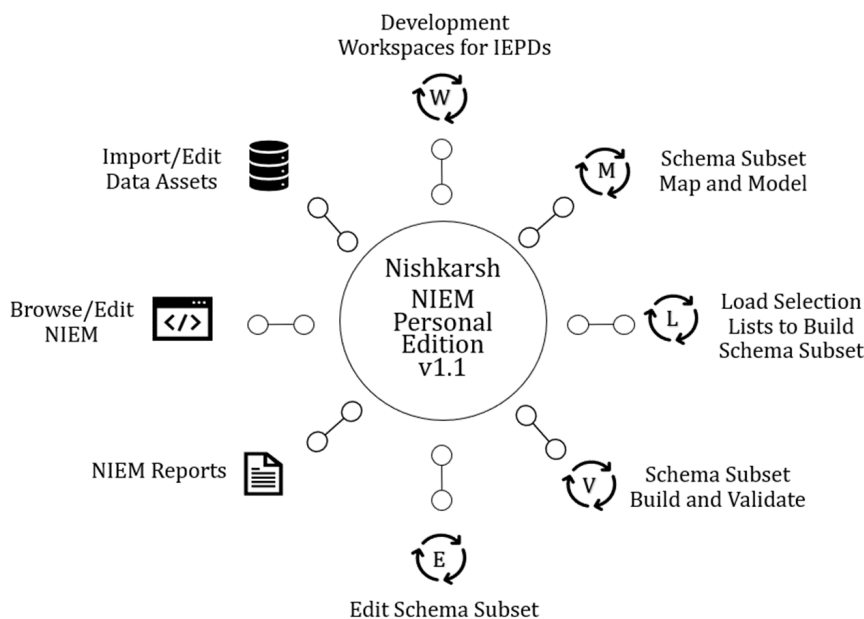 Development
Workspaces for IEPDs
W
Import/Edit
Data Assets
M
Schema Subset
Map and Model
Nishkarsh
NIEM
Personal
Edition
v1.1
Browse/Edit
NIEM
</>
L
Load Selection
Lists to Build
Schema Subset
NIEM Reports
V
Schema Subset
Build and Validate
E
Edit Schema Subset